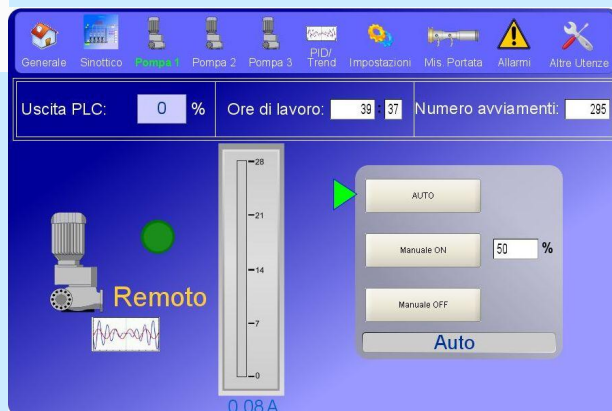 Generale Sinottico Pompa 1 Pompa 2 Pompa 3 PID/ Trend Impostazioni Mis. Portata Allarmi Altre Utenze
Uscita PLC: 0 % Ore di lavoro: 39 : 37 Numero avviamenti: 295
28
21
14
7
0
0.08 A
Remoto
AUTO
Manuale ON 50 %
Manuale OFF
Auto